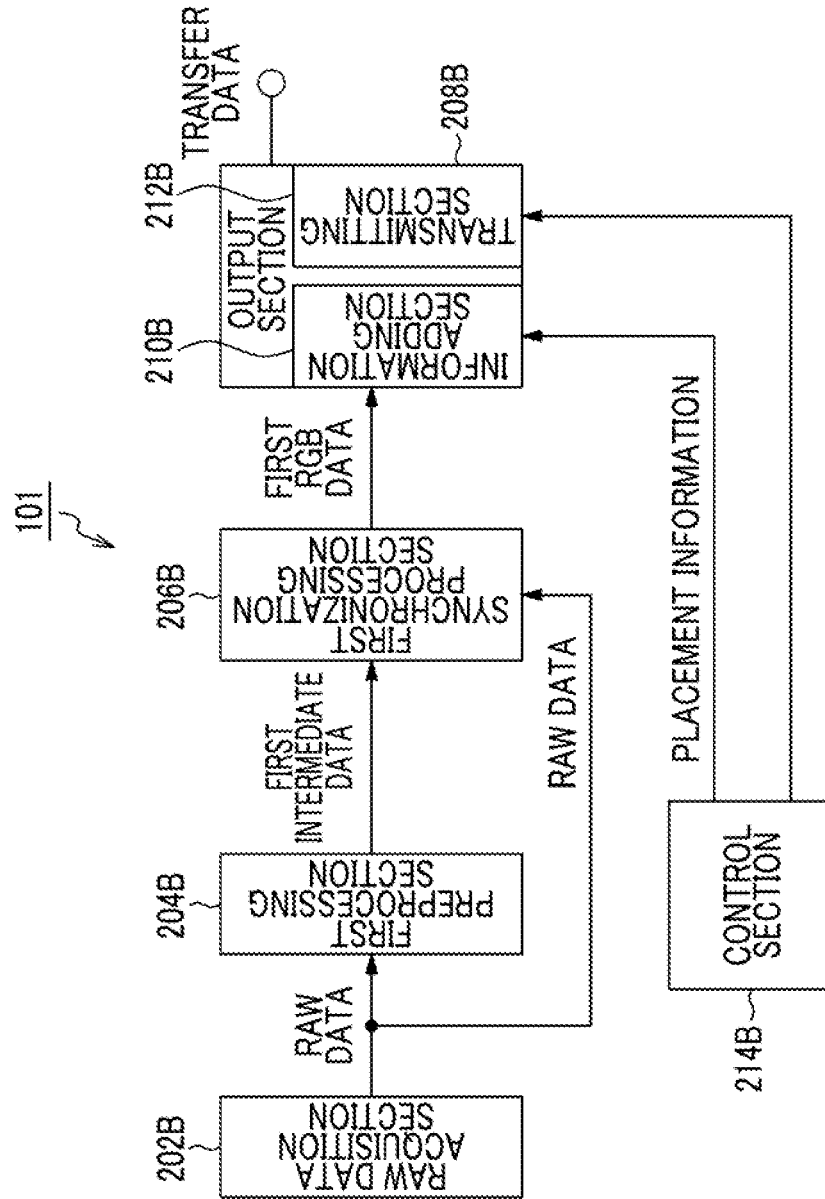 101
202B
RAW DATA
ACQUISITION
SECTION
RAW
DATA
204B
FIRST
PREPROCESSING
SECTION
FIRST
INTERMEDIATE
DATA
206B
FIRST
SYNCHRONIZATION
PROCESSING
SECTION
RAW DATA
FIRST
RGB
DATA
OUTPUT
SECTION
210B
INFORMATION
ADDING
SECTION
212B
TRANSMITTING
SECTION
208B
TRANSFER
DATA
214B
CONTROL
SECTION
PLACEMENT INFORMATION